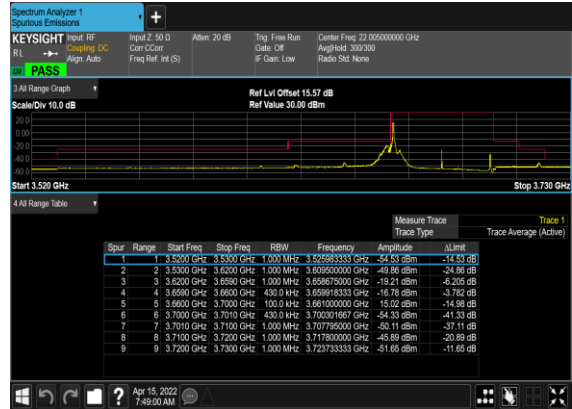 Spectrum Analyzer 1
Spurious Emissions
KEYSIGHT Input: RF Input Z: 50 Ω Atten: 20 dB Trig: Free Run Center Freq: 22.005000000 GHz
RL Coupling: DC Corr CCorr Gate: Off Avg|Hold: 300/300
Align: Auto Freq Ref: Int (S) IF Gain: Low Radio Std: None
LW PASS
3 All Range Graph
Ref Lvl Offset 15.57 dB
Scale/Div 10.0 dB Ref Value 30.00 dBm
20.0
0.00
-20.0
-40.0
-60.0
Start 3.520 GHz Stop 3.730 GHz
4 All Range Table
Measure Trace Trace 1
Trace Type Trace Average (Active)
Spur Range Start Freq Stop Freq RBW Frequency Amplitude ΔLimit
1 1 3.5200 GHz 3.5300 GHz 1.000 MHz 3.525983333 GHz -54.53 dBm -14.53 dB
2 2 3.5300 GHz 3.6200 GHz 1.000 MHz 3.609500000 GHz -49.86 dBm -24.86 dB
3 3 3.6200 GHz 3.6590 GHz 1.000 MHz 3.658675000 GHz -19.21 dBm -6.205 dB
4 4 3.6590 GHz 3.6600 GHz 430.0 kHz 3.659918333 GHz -16.78 dBm -3.782 dB
5 5 3.6600 GHz 3.7000 GHz 100.0 kHz 3.661000000 GHz 15.02 dBm -14.98 dB
6 6 3.7000 GHz 3.7010 GHz 430.0 kHz 3.700301667 GHz -54.33 dBm -41.33 dB
7 7 3.7010 GHz 3.7100 GHz 1.000 MHz 3.707795000 GHz -50.11 dBm -37.11 dB
8 8 3.7100 GHz 3.7200 GHz 1.000 MHz 3.717800000 GHz -45.89 dBm -20.89 dB
9 9 3.7200 GHz 3.7300 GHz 1.000 MHz 3.723733333 GHz -51.65 dBm -11.65 dB
? Apr 15, 2022
7:49:00 AM